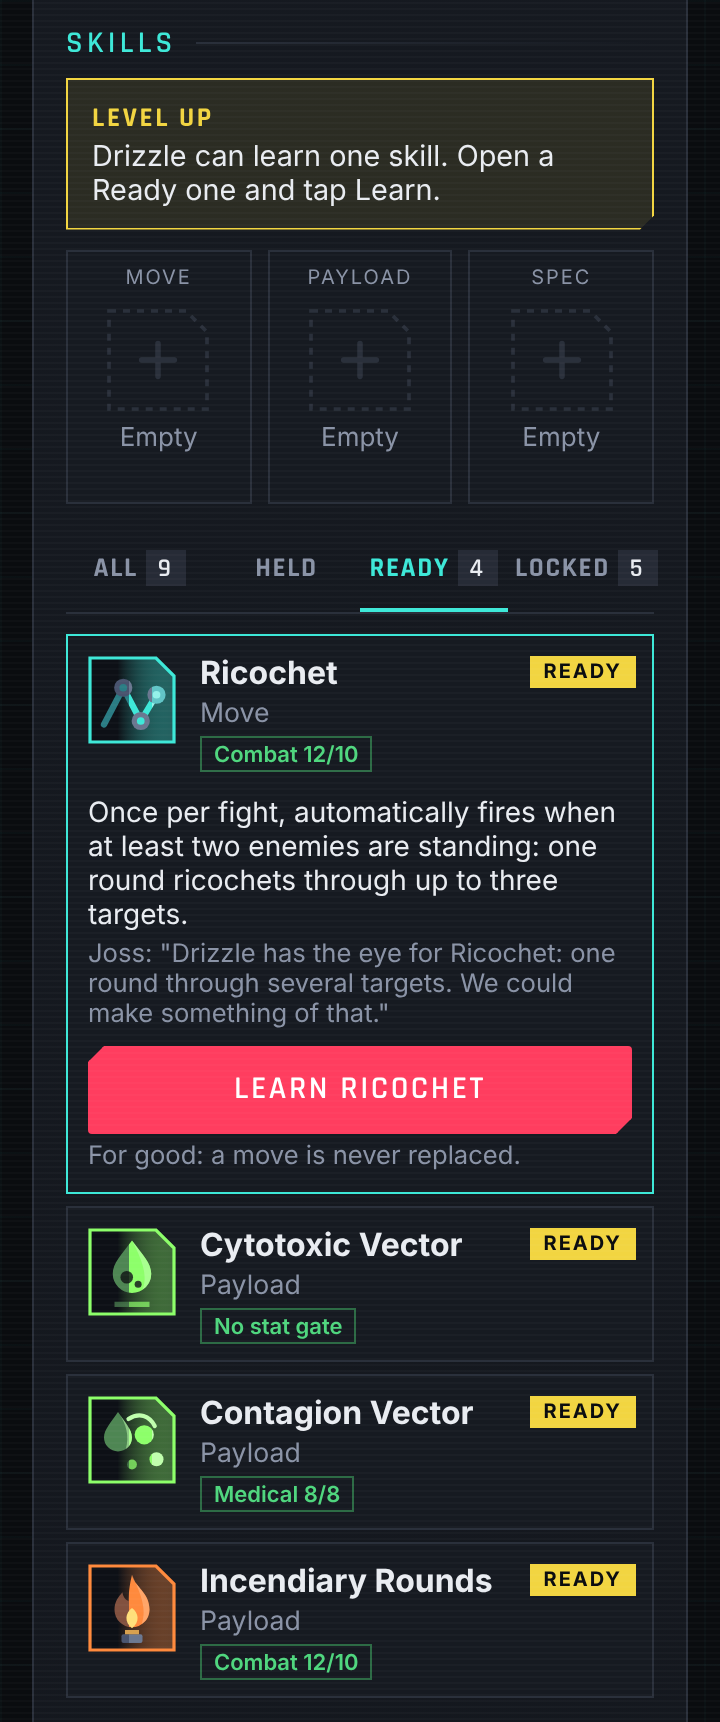 SKILLS
LEVEL UP
Drizzle can learn one skill. Open a
Ready one and tap Learn.
MOVE
PAYLOAD
SPEC
Empty
Empty
Empty
ALL 9
HELD
READY 4
LOCKED 5
Ricochet
READY
Move
Combat 12/10
Once per fight, automatically fires when
at least two enemies are standing: one
round ricochets through up to three
targets.
Joss: "Drizzle has the eye for Ricochet: one
round through several targets. We could
make something of that."
LEARN RICOCHET
For good: a move is never replaced.
Cytotoxic Vector
READY
Payload
No stat gate
Contagion Vector
READY
Payload
Medical 8/8
Incendiary Rounds
READY
Payload
Combat 12/10